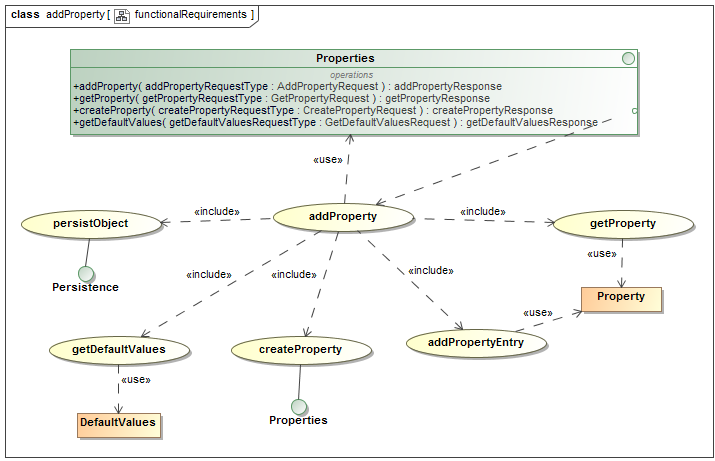 class addProperty [ functionalRequirements ]
Properties
operations
+addProperty( addPropertyRequestType : AddPropertyRequest ) : addPropertyResponse
+getProperty( getPropertyRequestType : GetPropertyRequest ) : getPropertyResponse
+createProperty( createPropertyRequestType : CreatePropertyRequest ) : createPropertyResponse
+getDefaultValues( getDefaultValuesRequestType : GetDefaultValuesRequest ) : getDefaultValuesResponse
«use»
persistObject
«include»
addProperty
«include»
getProperty
«use»
Persistence
«include»
«include»
«include»
Property
«use»
getDefaultValues
createProperty
addPropertyEntry
«use»
DefaultValues
Properties